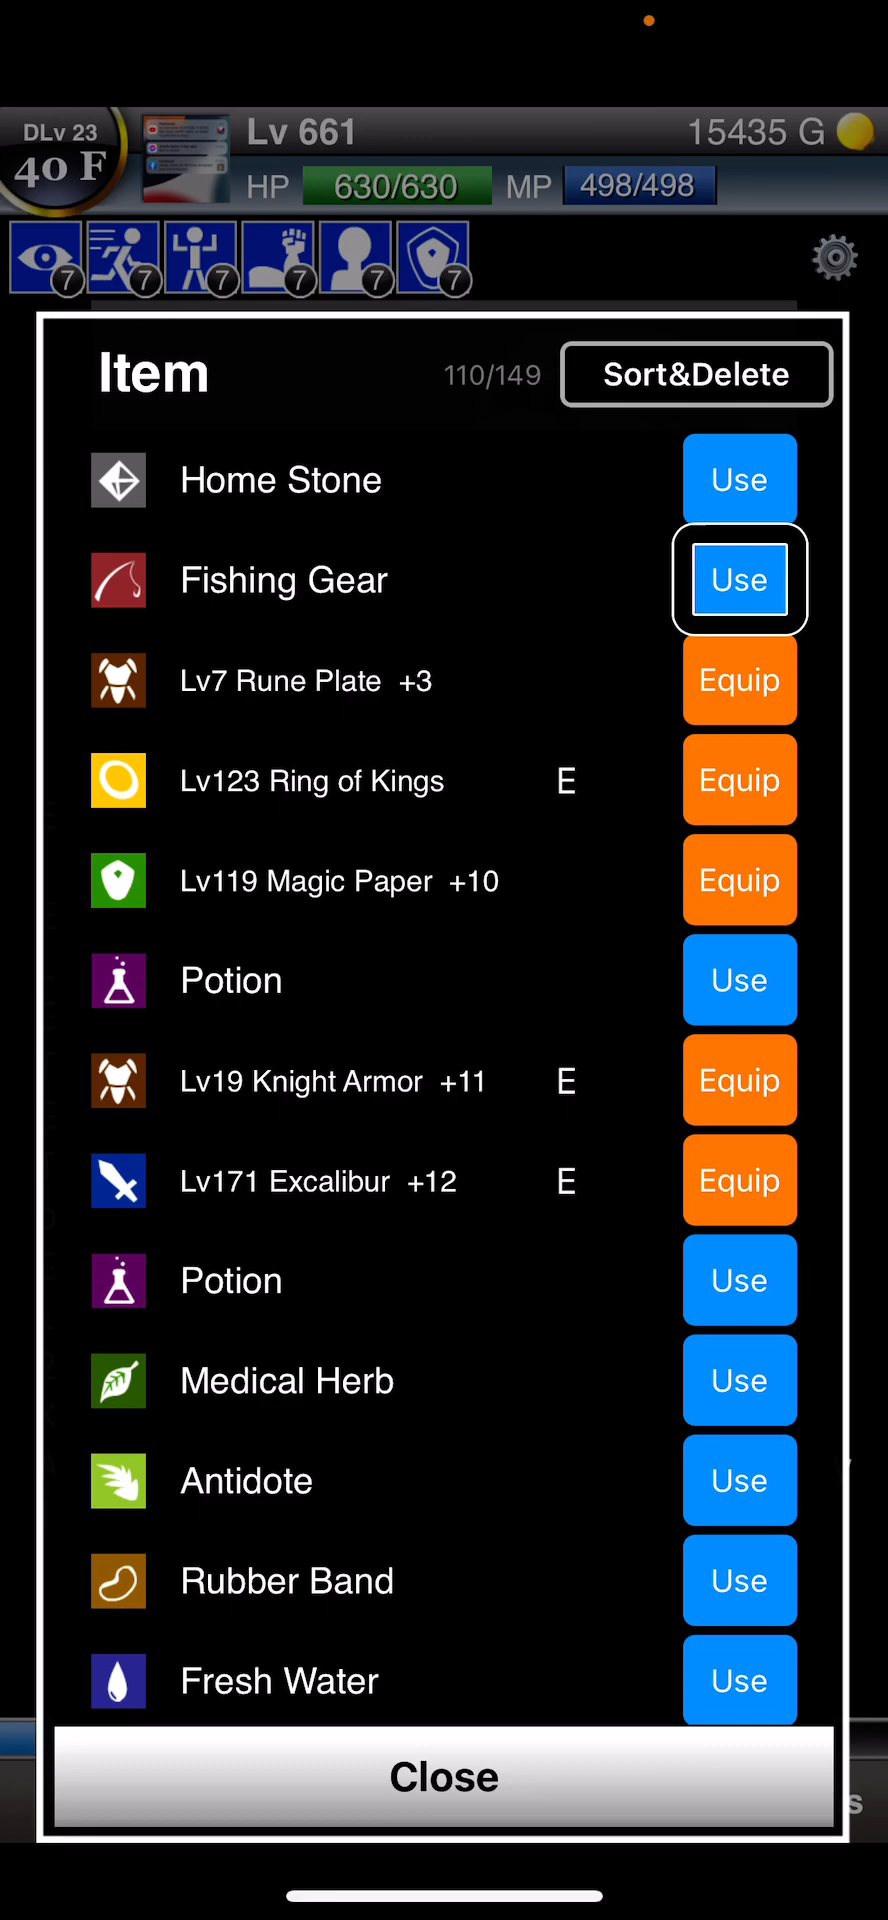 DLv 23
40 F
Lv 661
15435 G
HP 630/630 MP 498/498
7 7 7 7 7 7
Item 110/149 Sort&Delete
Home Stone Use
Fishing Gear Use
Lv7 Rune Plate +3 Equip
Lv123 Ring of Kings E Equip
Lv119 Magic Paper +10 Equip
Potion Use
Lv19 Knight Armor +11 E Equip
Lv171 Excalibur +12 E Equip
Potion Use
Medical Herb Use
Antidote Use
Rubber Band Use
Fresh Water Use
Close
s